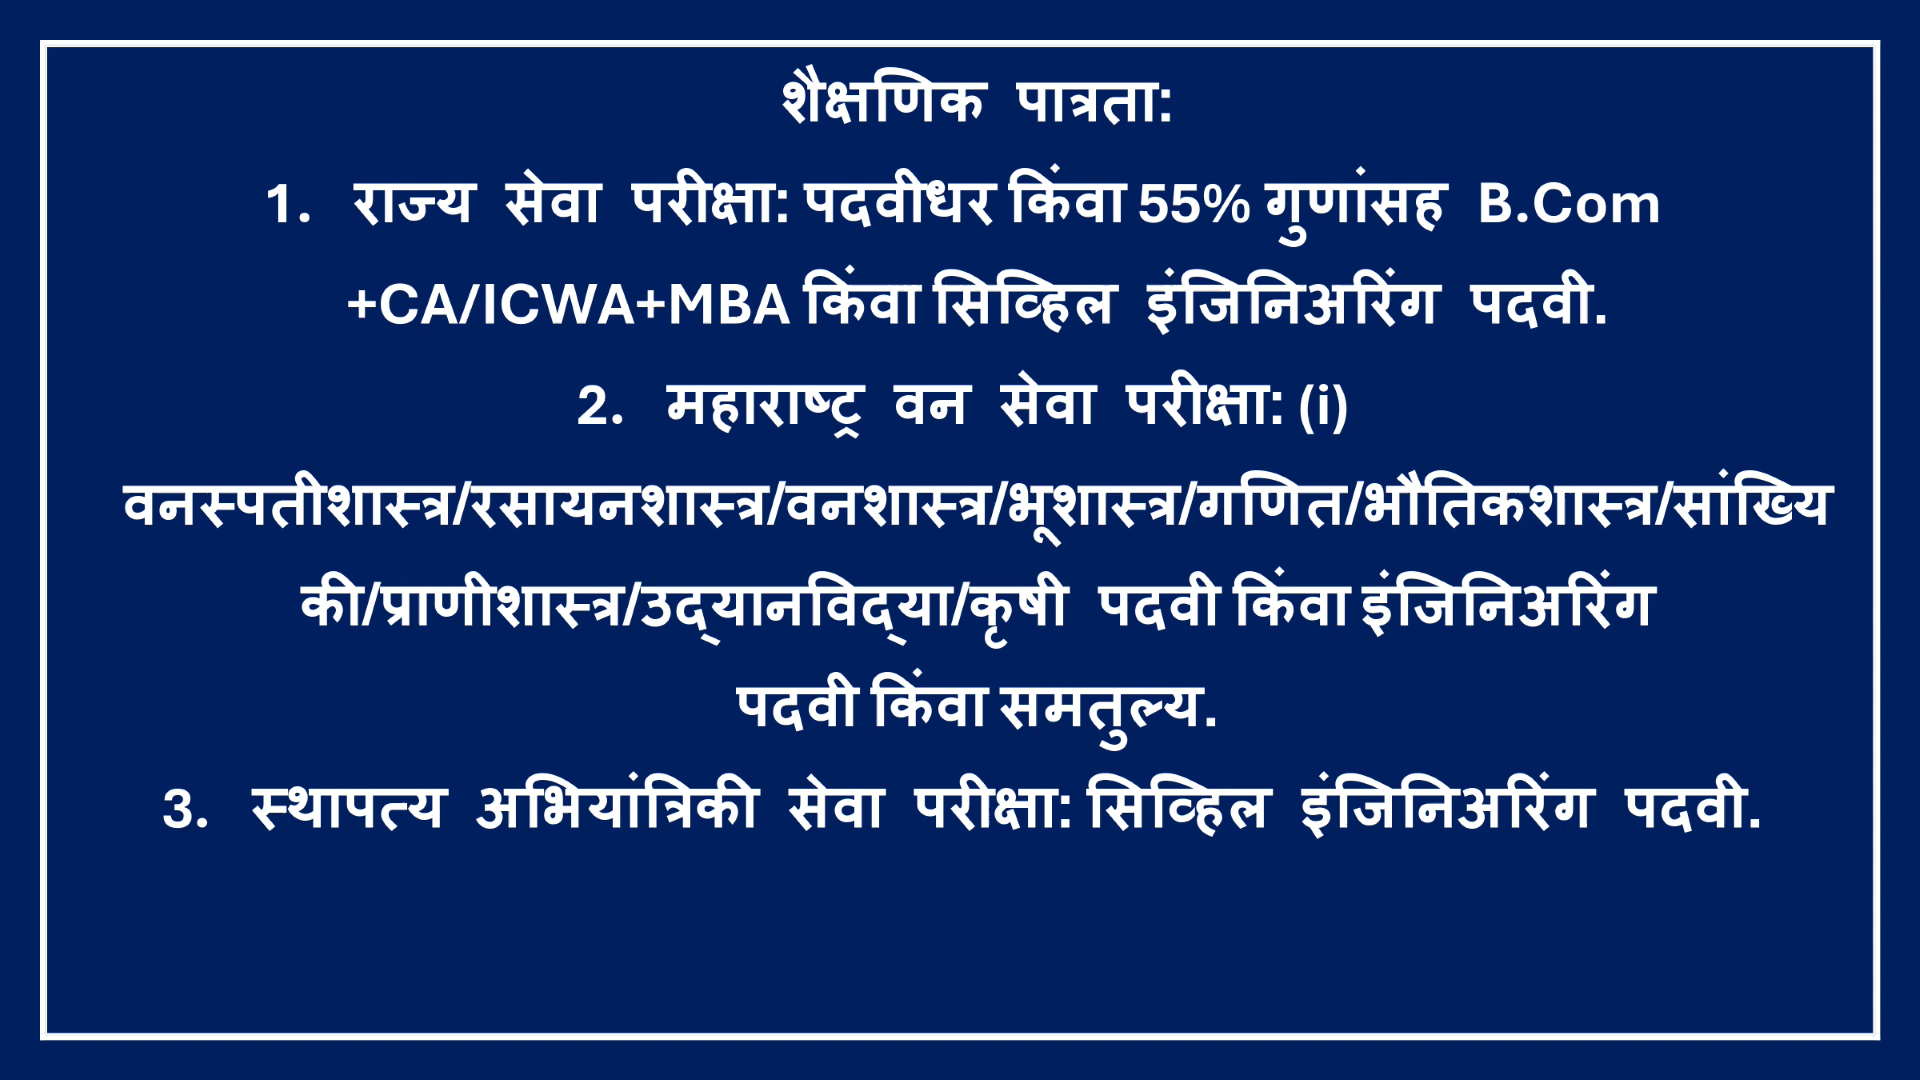 शैक्षणिक पात्रता:
1. राज्य सेवा परीक्षा: पदवीधर किंवा 55% गुणांसह B.Com
+CA/ICWA+MBA किंवा सिव्हिल इंजिनिअरिंग पदवी.
2. महाराष्ट्र वन सेवा परीक्षा: (i)
वनस्पतीशास्त्र/रसायनशास्त्र/वनशास्त्र/भूशास्त्र/गणित/भौतिकशास्त्र/सांख्यि
की/प्राणीशास्त्र/उद्यानविद्या/कृषी पदवी किंवा इंजिनिअरिंग
पदवी किंवा समतुल्य.
3. स्थापत्य अभियांत्रिकी सेवा परीक्षा: सिव्हिल इंजिनिअरिंग पदवी.